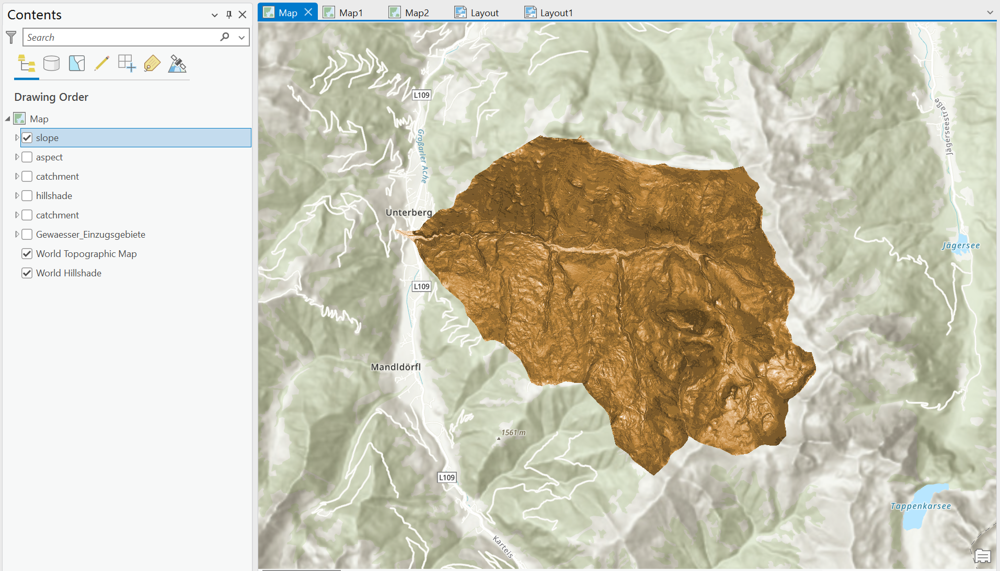 Contents
Search
Drawing Order
Map
slope
aspect
catchment
hillshade
catchment
Gewaesser_Einzugsgebiete
World Topographic Map
World Hillshade
Map
Map1
Map2
Layout
Layout1
L109
Jägerseestraße
Großarler Ache
Unterberg
Jägersee
L109
Mandldörfl
1561 m
L109
Tappenkarsee
Karteis